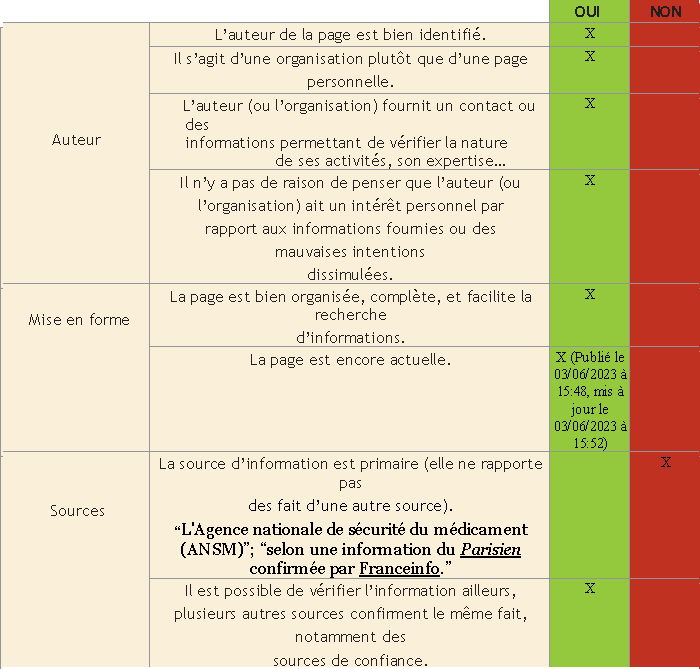 OUI NON
L'auteur de la page est bien identifié. X
Il s'agit d'une organisation plutôt que d'une page X
personnelle.
L'auteur (ou l'organisation) fournit un contact ou X
des
informations permettant de vérifier la nature
de ses activités, son expertise...
Auteur
Il n'y a pas de raison de penser que l'auteur (ou X
l'organisation) ait un intérêt personnel par
rapport aux informations fournies ou des
mauvaises intentions
dissimulées.
Mise en forme
La page est bien organisée, complète, et facilite la X
recherche
d'informations.
La page est encore actuelle.
X (Publié le
03/06/2023 à
15:48, mis à
jour le
03/06/2023 à
15:52)
Sources
La source d'information est primaire (elle ne rapporte X
pas
des fait d'une autre source).
“L'Agence nationale de sécurité du médicament
(ANSM)”; “selon une information du Parisien
confirmée par Franceinfo.”
Il est possible de vérifier l'information ailleurs, X
plusieurs autres sources confirment le même fait,
notamment des
sources de confiance.